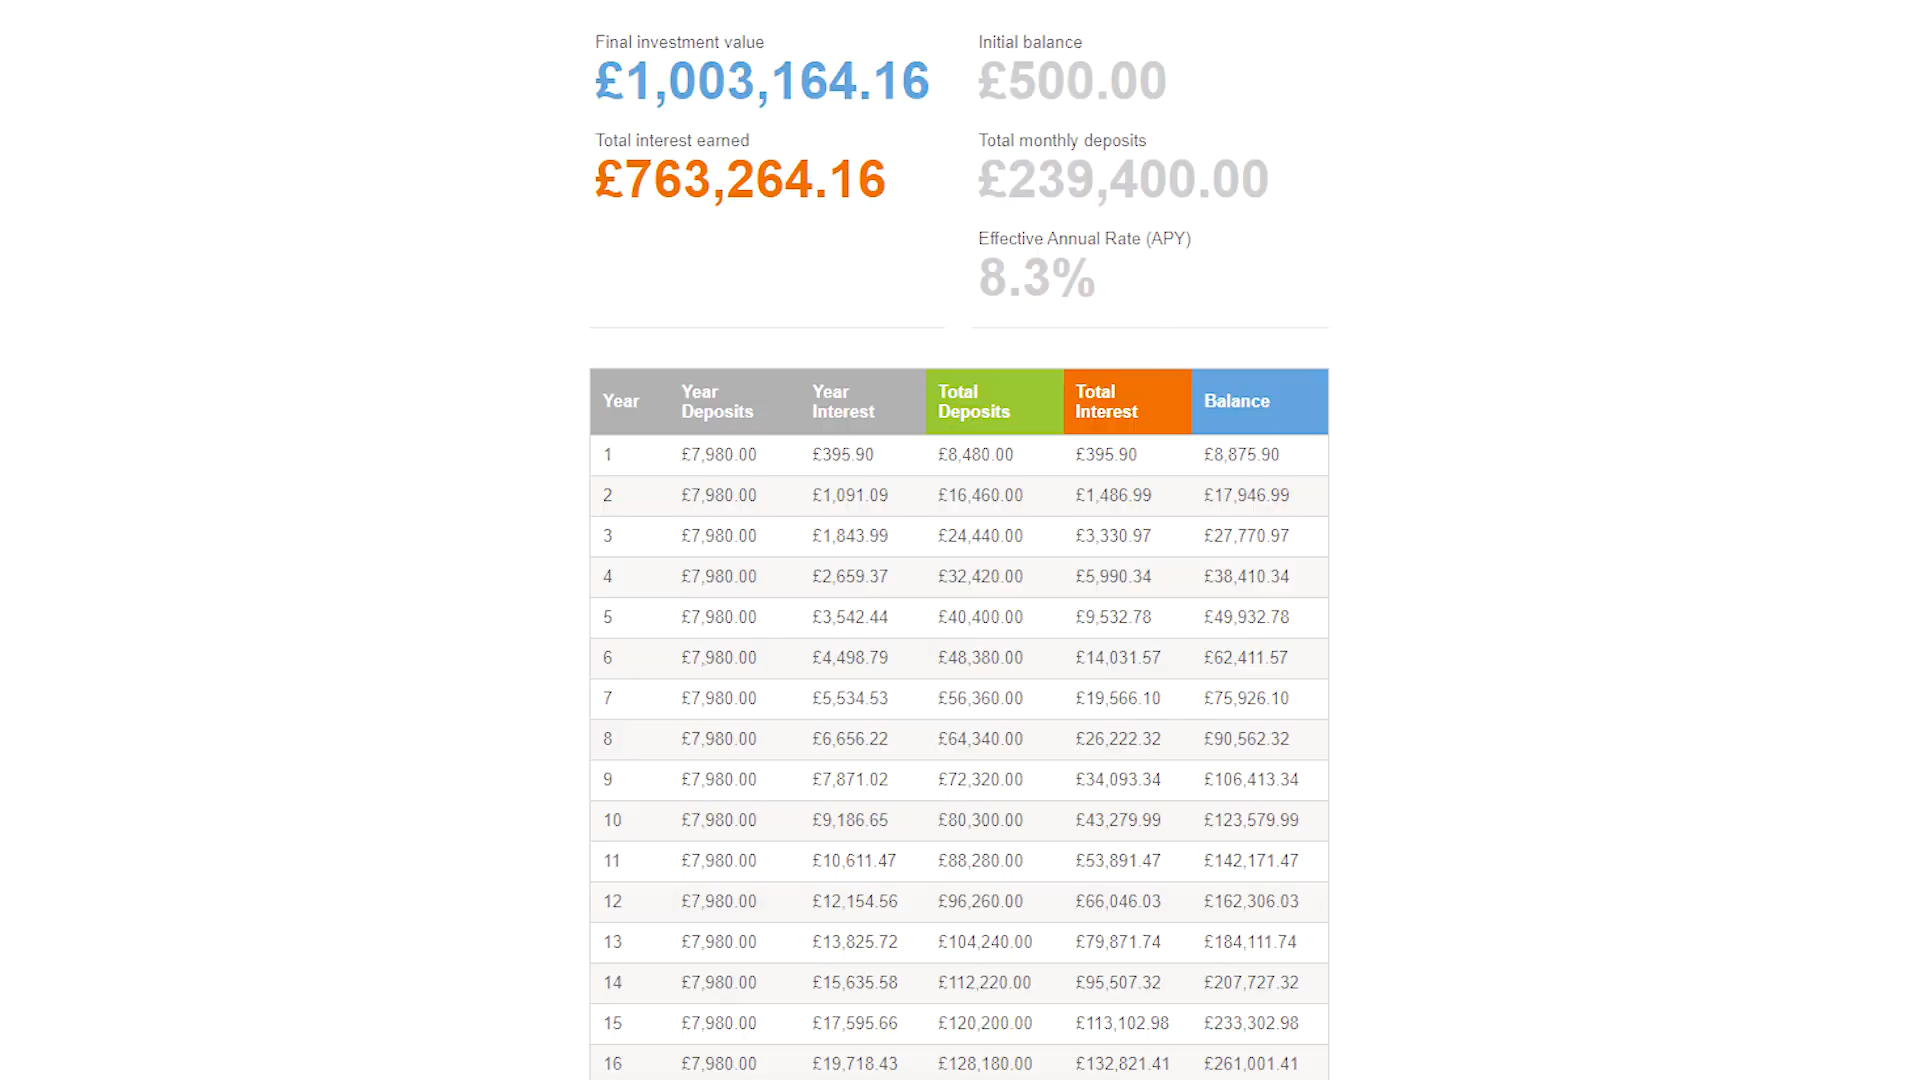 Final investment value
£1,003,164.16
Initial balance
£500.00
Total interest earned
£763,264.16
Total monthly deposits
£239,400.00
Effective Annual Rate (APY)
8.3%
Year Year Deposits Year Interest Total Deposits Total Interest Balance
1 £7,980.00 £395.90 £8,480.00 £395.90 £8,875.90
2 £7,980.00 £1,091.09 £16,460.00 £1,486.99 £17,946.99
3 £7,980.00 £1,843.99 £24,440.00 £3,330.97 £27,770.97
4 £7,980.00 £2,659.37 £32,420.00 £5,990.34 £38,410.34
5 £7,980.00 £3,542.44 £40,400.00 £9,532.78 £49,932.78
6 £7,980.00 £4,498.79 £48,380.00 £14,031.57 £62,411.57
7 £7,980.00 £5,534.53 £56,360.00 £19,566.10 £75,926.10
8 £7,980.00 £6,656.22 £64,340.00 £26,222.32 £90,562.32
9 £7,980.00 £7,871.02 £72,320.00 £34,093.34 £106,413.34
10 £7,980.00 £9,186.65 £80,300.00 £43,279.99 £123,579.99
11 £7,980.00 £10,611.47 £88,280.00 £53,891.47 £142,171.47
12 £7,980.00 £12,154.56 £96,260.00 £66,046.03 £162,306.03
13 £7,980.00 £13,825.72 £104,240.00 £79,871.74 £184,111.74
14 £7,980.00 £15,635.58 £112,220.00 £95,507.32 £207,727.32
15 £7,980.00 £17,595.66 £120,200.00 £113,102.98 £233,302.98
16 £7,980.00 £19,718.43 £128,180.00 £132,821.41 £261,001.41